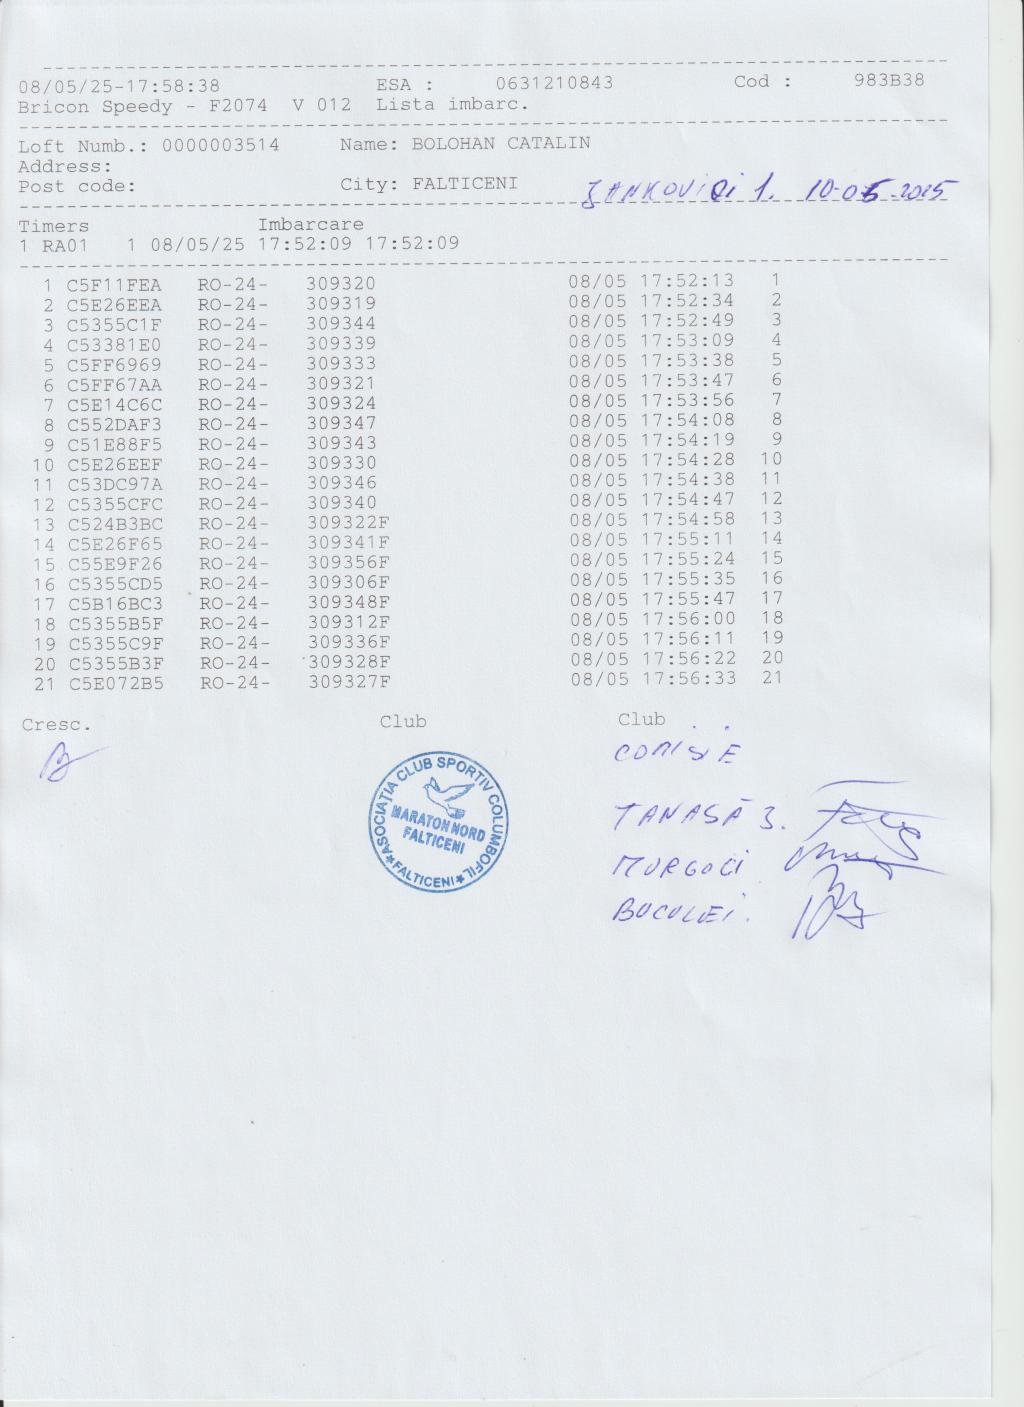 08/05/25-17:58:38 ESA : 0631210843 Cod : 983B38
Bricon Speedy - F2074 V 012 Lista imbarc.
Loft Numb.: 0000003514 Name: BOLOHAN CATALIN
Address:
Post code: City: FALTICENI
JANKOVICI 1. 10-05-2025
Timers Imbarcare
1 RA01 1 08/05/25 17:52:09 17:52:09
1 C5F11FEA RO-24- 309320 08/05 17:52:13 1
2 C5E26EEA RO-24- 309319 08/05 17:52:34 2
3 C5355C1F RO-24- 309344 08/05 17:52:49 3
4 C53381E0 RO-24- 309339 08/05 17:53:09 4
5 C5FF6969 RO-24- 309333 08/05 17:53:38 5
6 C5FF67AA RO-24- 309321 08/05 17:53:47 6
7 C5E14C6C RO-24- 309324 08/05 17:53:56 7
8 C552DAF3 RO-24- 309347 08/05 17:54:08 8
9 C51E88F5 RO-24- 309343 08/05 17:54:19 9
10 C5E26EEF RO-24- 309330 08/05 17:54:28 10
11 C53DC97A RO-24- 309346 08/05 17:54:38 11
12 C5355CFC RO-24- 309340 08/05 17:54:47 12
13 C524B3BC RO-24- 309322F 08/05 17:54:58 13
14 C5E26F65 RO-24- 309341F 08/05 17:55:11 14
15 C55E9F26 RO-24- 309356F 08/05 17:55:24 15
16 C5355CD5 RO-24- 309306F 08/05 17:55:35 16
17 C5B16BC3 RO-24- 309348F 08/05 17:55:47 17
18 C5355B5F RO-24- 309312F 08/05 17:56:00 18
19 C5355C9F RO-24- 309336F 08/05 17:56:11 19
20 C5355B3F RO-24- 309328F 08/05 17:56:22 20
21 C5E072B5 RO-24- 309327F 08/05 17:56:33 21
Cresc. Club Club
COMISIE
ASOCIAȚIA CLUB SPORTIV COLUMBOFIL
MARATON NORD
FALTICENI
★FALTICENI★
TANASĂ 3.
MURGOCI
BUCULEI.